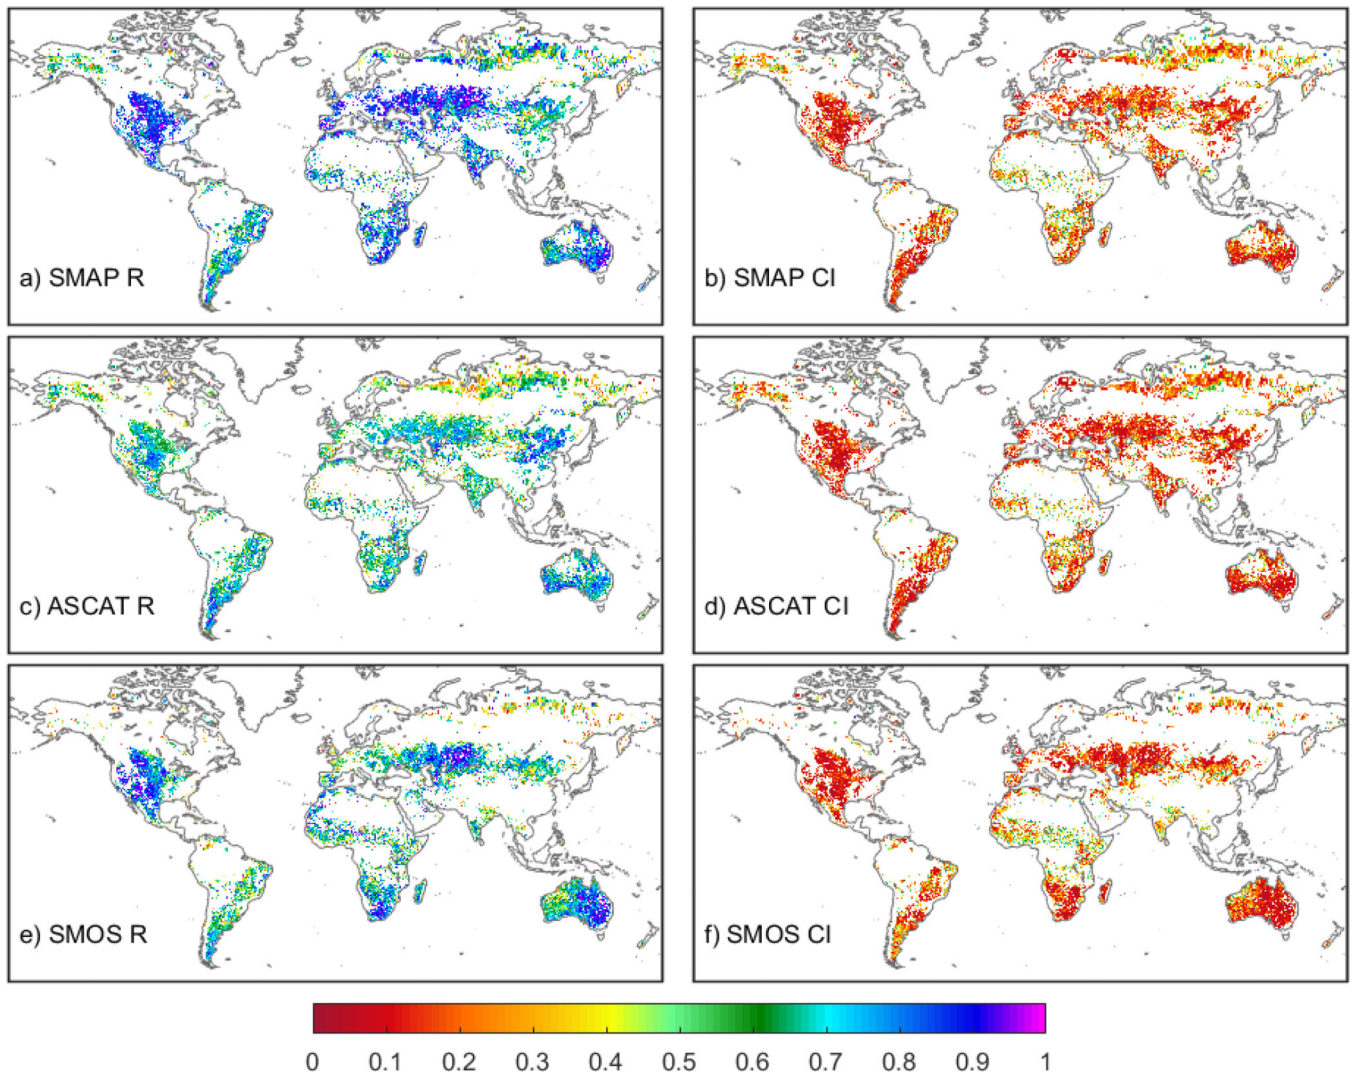 a) SMAP R
b) SMAP CI
c) ASCAT R
d) ASCAT CI
e) SMOS R
f) SMOS CI
0 0.1 0.2 0.3 0.4 0.5 0.6 0.7 0.8 0.9 1